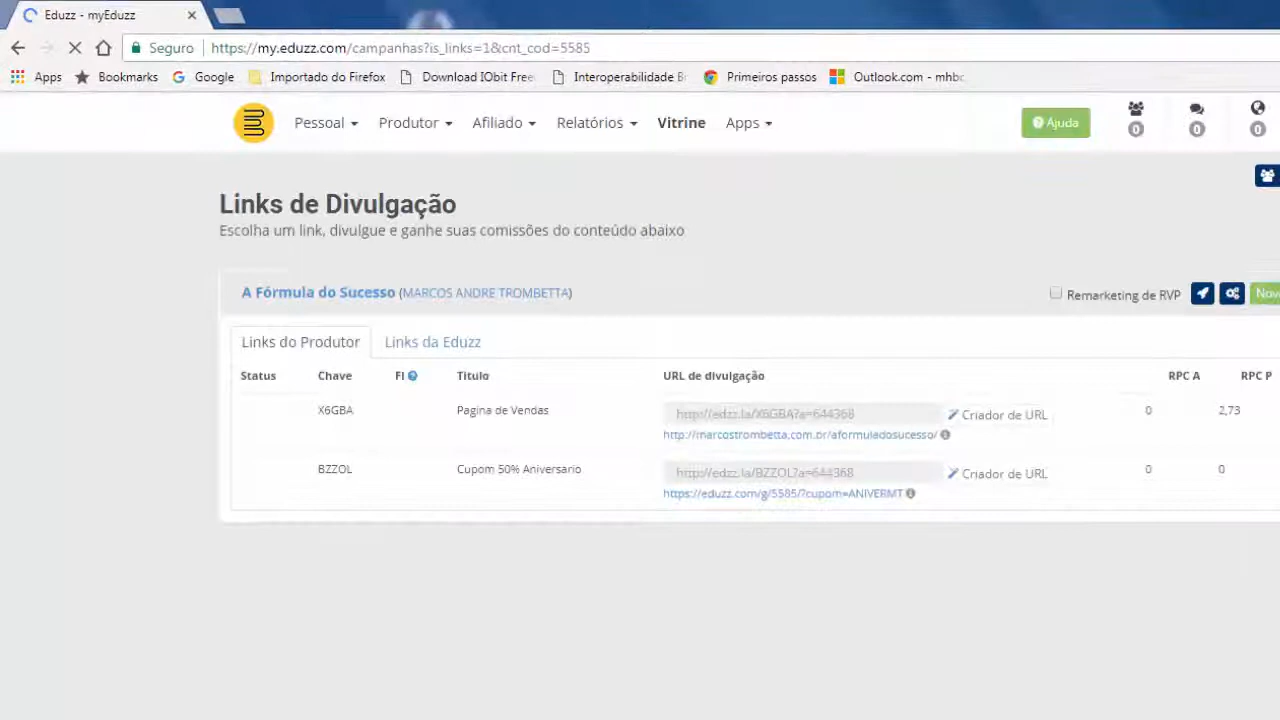 Eduzz - myEduzz
Seguro https://my.eduzz.com/campanhas?is_links=1&cnt_cod=5585
Apps Bookmarks Google Importado do Firefox Download IObit Free Interoperabilidade Primeiros passos Outlook.com - mhbc
Pessoal Produtor Afiliado Relatórios Vitrine Apps Ajuda 0 0 0
Links de Divulgação
Escolha um link, divulgue e ganhe suas comissões do conteúdo abaixo
A Fórmula do Sucesso (MARCOS ANDRE TROMBETTA) Remarketing de RVP Nov
Links do Produtor Links da Eduzz
Status Chave FI Titulo URL de divulgação RPC A RPC P
X6GBA Pagina de Vendas http://edzz.la/X6GBA?a=644368 Criador de URL 0 2,73
http://marcostrombetta.com.br/aformuladosucesso/
BZZOL Cupom 50% Aniversario http://edzz.la/BZZOL?a=644368 Criador de URL 0 0
https://eduzz.com/g/5585/?cupom=ANIVERMT